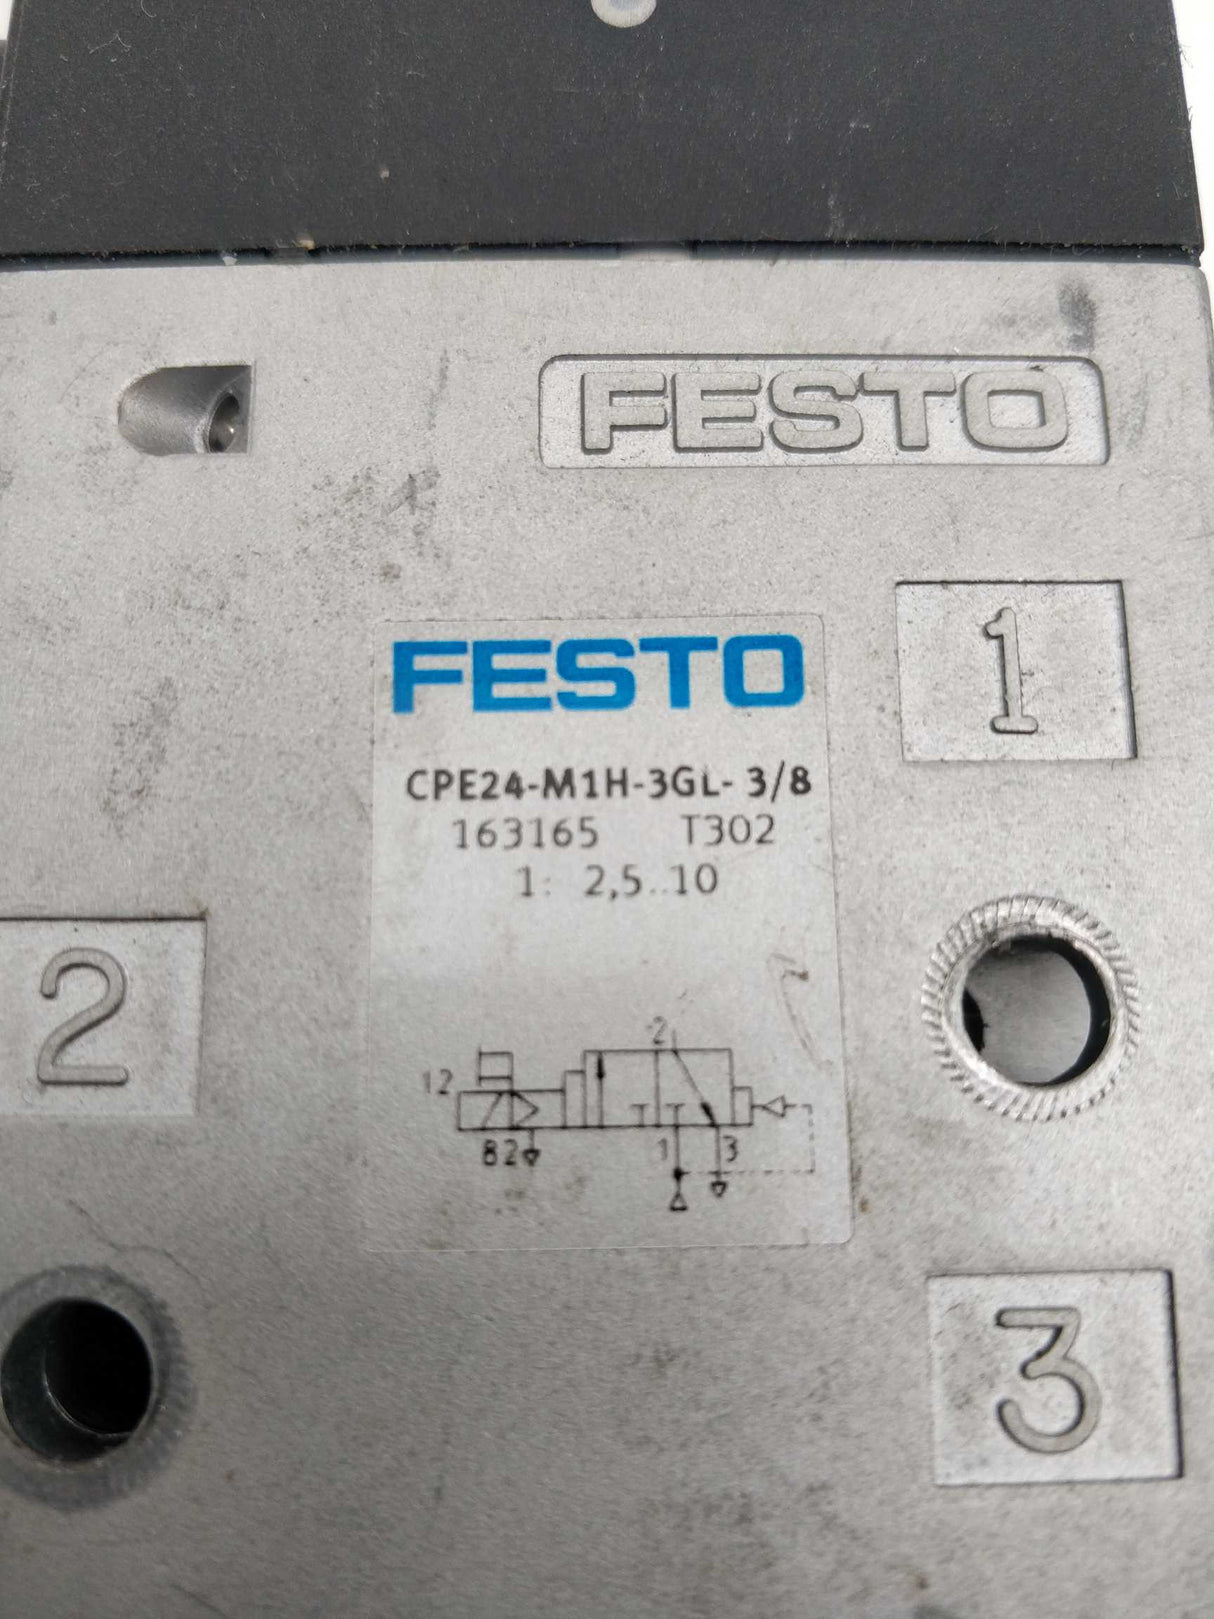 FESTO
1
FESTO
CPE24-M1H-3GL- 3/8
163165 T302
1: 2,5..10
2
2
12
82
1 3
3